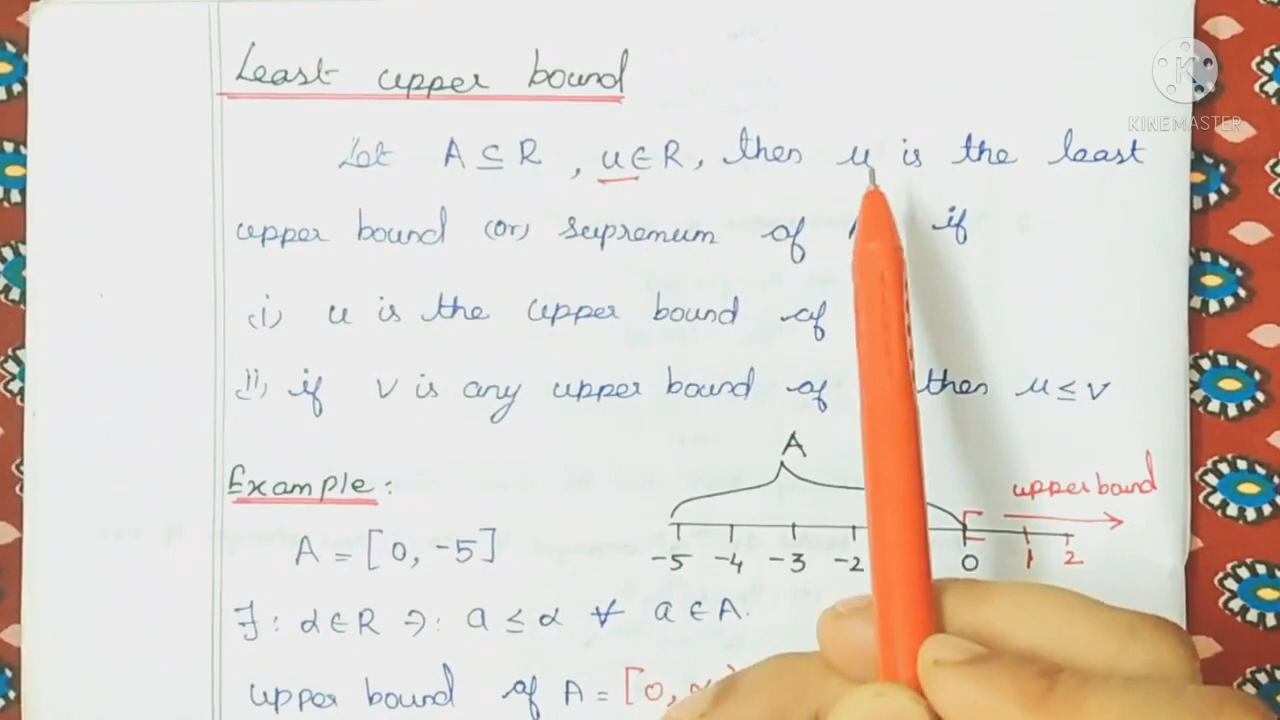 Least upper bound
KINEMASTER
Let A ⊆ R , u ∈ R, then u is the least
upper bound (or) supremum of if
(i) u is the upper bound of
(ii) if v is any upper bound of then u ≤ v
A
Example :
upper bound
A = [0, -5]
-5 -4 -3 -2 0 1 2
∃ : α ∈ R ∋: a ≤ α ∀ a ∈ A.
upper bound of A = [0, ∞)